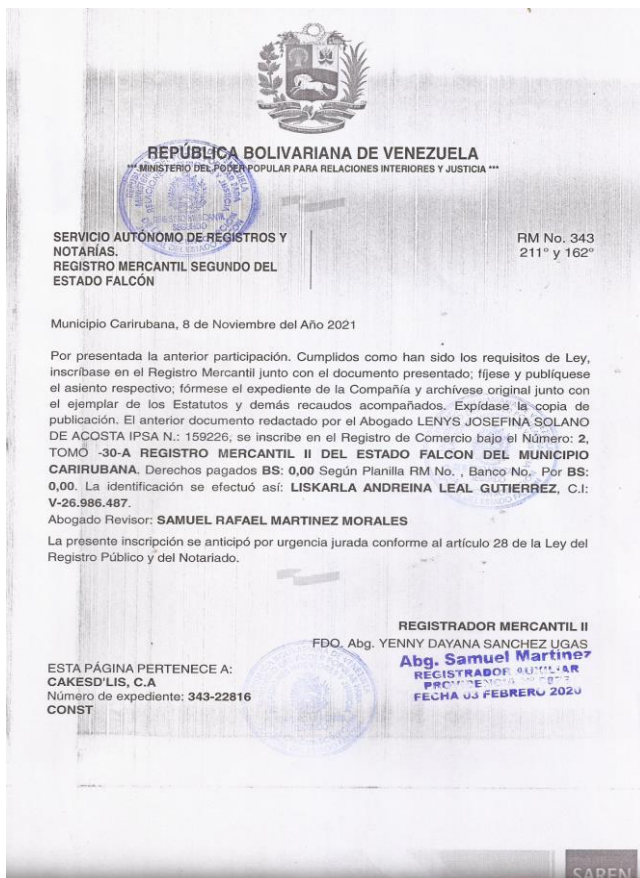 REPÚBLICA BOLIVARIANA DE VENEZUELA
*** MINISTERIO DEL PODER POPULAR PARA RELACIONES INTERIORES Y JUSTICIA ***
SERVICIO AUTÓNOMO DE REGISTROS Y
NOTARÍAS.
REGISTRO MERCANTIL SEGUNDO DEL
ESTADO FALCÓN
RM No. 343
211° y 162°
Municipio Carirubana, 8 de Noviembre del Año 2021
Por presentada la anterior participación. Cumplidos como han sido los requisitos de Ley,
inscríbase en el Registro Mercantil junto con el documento presentado; fíjese y publíquese
el asiento respectivo; fórmese el expediente de la Compañía y archívese original junto con
el ejemplar de los Estatutos y demás recaudos acompañados. Expídase la copia de
publicación. El anterior documento redactado por el Abogado LENYS JOSEFINA SOLANO
DE ACOSTA IPSA N.: 159226, se inscribe en el Registro de Comercio bajo el Número: 2,
TOMO -30-A REGISTRO MERCANTIL II DEL ESTADO FALCON DEL MUNICIPIO
CARIRUBANA. Derechos pagados BS: 0,00 Según Planilla RM No. , Banco No. Por BS:
0,00. La identificación se efectuó así: LISKARLA ANDREINA LEAL GUTIERREZ, C.I:
V-26.986.487.
Abogado Revisor: SAMUEL RAFAEL MARTINEZ MORALES
La presente inscripción se anticipó por urgencia jurada conforme al artículo 28 de la Ley del
Registro Público y del Notariado.
REGISTRADOR MERCANTIL II
FDO. Abg. YENNY DAYANA SANCHEZ UGAS
Abg. Samuel Martinez
REGISTRADOR AUXILIAR
FECHA 03 FEBRERO 2020
ESTA PÁGINA PERTENECE A:
CAKESD'LIS, C.A
Número de expediente: 343-22816
CONST
SAREN